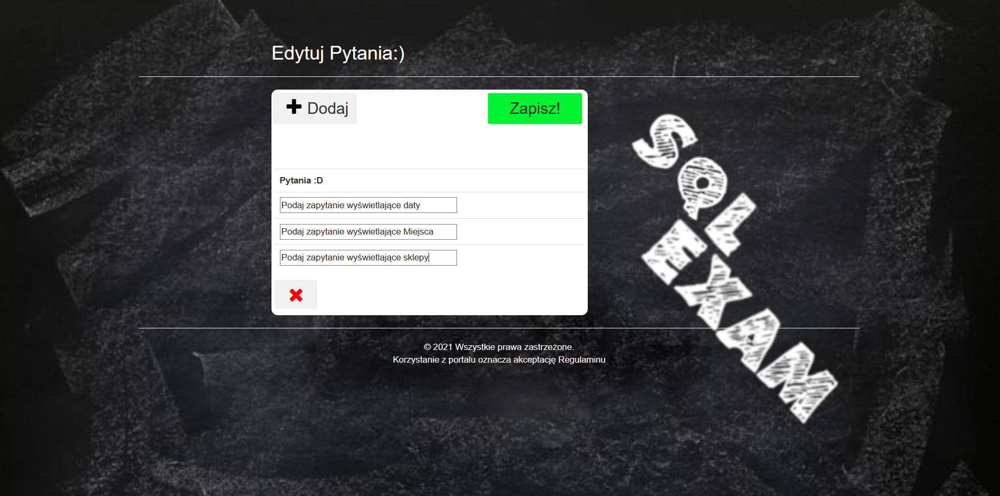 Edytuj Pytania:)
Dodaj
Zapisz!
Pytania :D
Podaj zapytanie wyświetlające daty
Podaj zapytanie wyświetlające Miejsca
Podaj zapytanie wyświetlające sklepy
SQL
EXAM
© 2021 Wszystkie prawa zastrzeżone.
Korzystanie z portalu oznacza akceptację Regulaminu